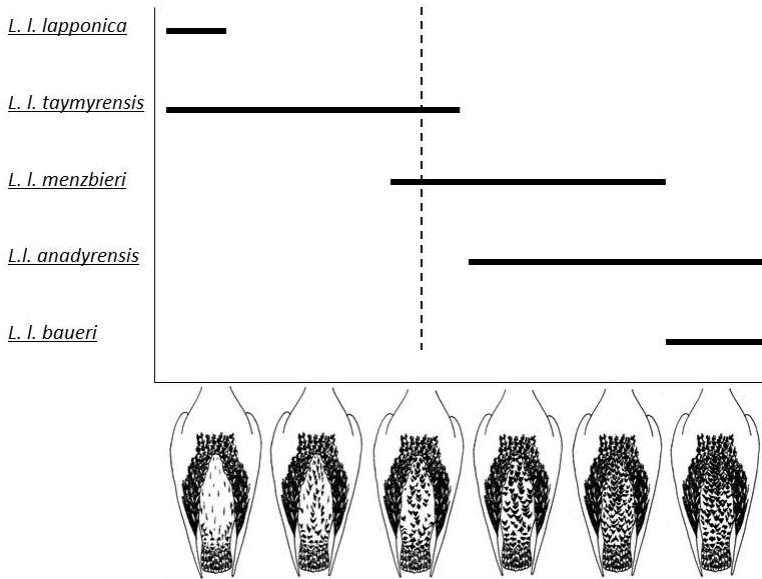 L. l. lapponica
L. l. taymyrensis
L. l. menzbieri
L.l. anadyrensis
L. l. baueri